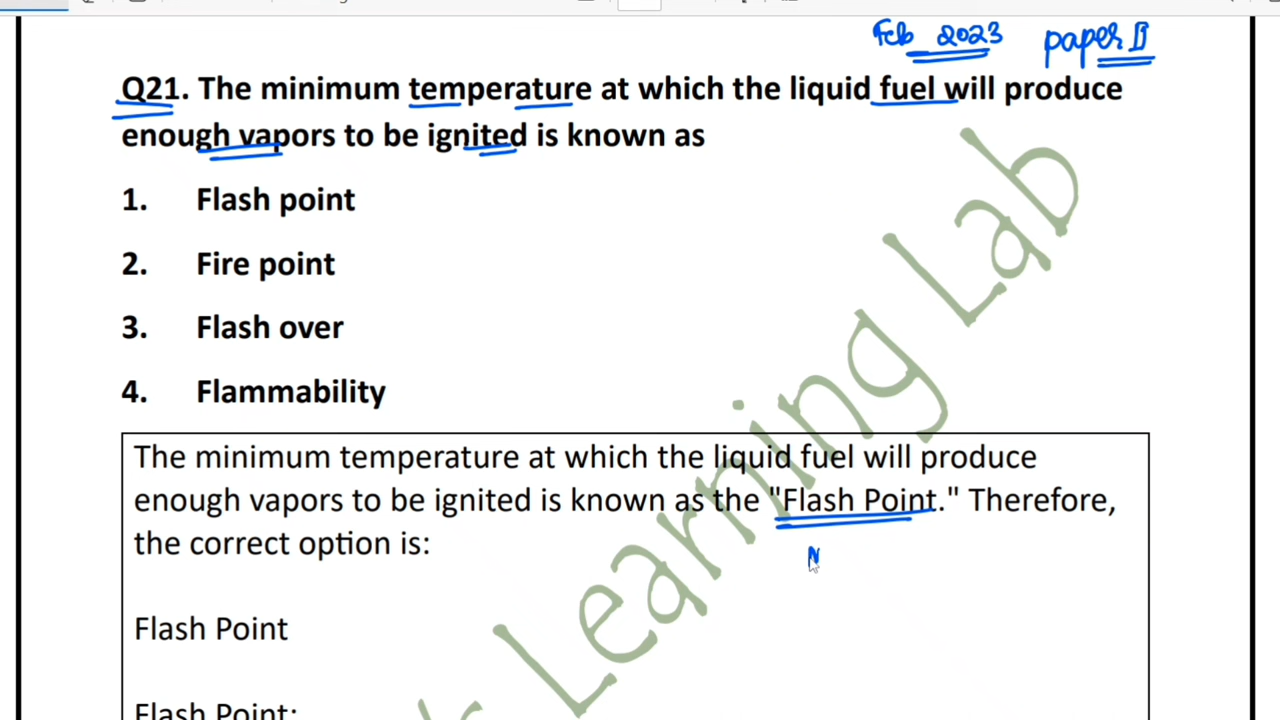 Feb 2023 paper II
Q21. The minimum temperature at which the liquid fuel will produce
enough vapors to be ignited is known as
1. Flash point
2. Fire point
3. Flash over
4. Flammability
The minimum temperature at which the liquid fuel will produce
enough vapors to be ignited is known as the "Flash Point." Therefore,
the correct option is:
Flash Point
Flash Point:
Learning Lab